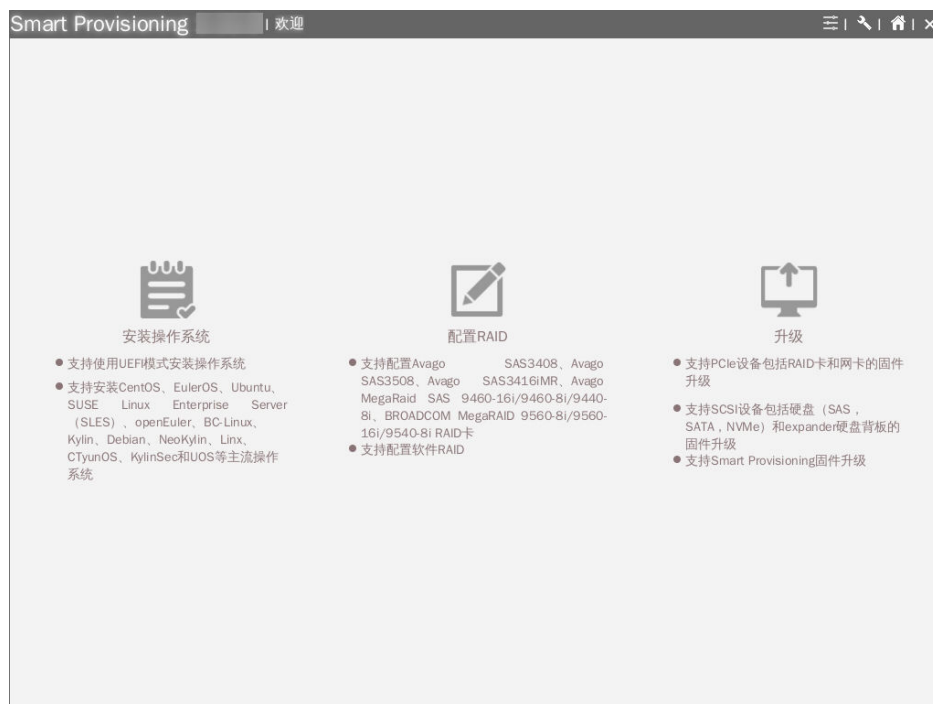 Smart Provisioning | 欢迎
安装操作系统
● 支持使用UEFI模式安装操作系统
● 支持安装CentOS、EulerOS、Ubuntu、
SUSE Linux Enterprise Server
（SLES）、openEuler、BC-Linux、
Kylin、Debian、NeoKylin、Linx、
CTyunOS、KylinSec和UOS等主流操作
系统
配置RAID
● 支持配置Avago SAS3408、Avago
SAS3508、Avago SAS3416iMR、Avago
MegaRaid SAS 9460-16i/9460-8i/9440-
8i、BROADCOM MegaRAID 9560-8i/9560-
16i/9540-8i RAID卡
● 支持配置软件RAID
升级
● 支持PCIe设备包括RAID卡和网卡的固件
升级
● 支持SCSI设备包括硬盘（SAS，
SATA，NVMe）和expander硬盘背板的
固件升级
● 支持Smart Provisioning固件升级